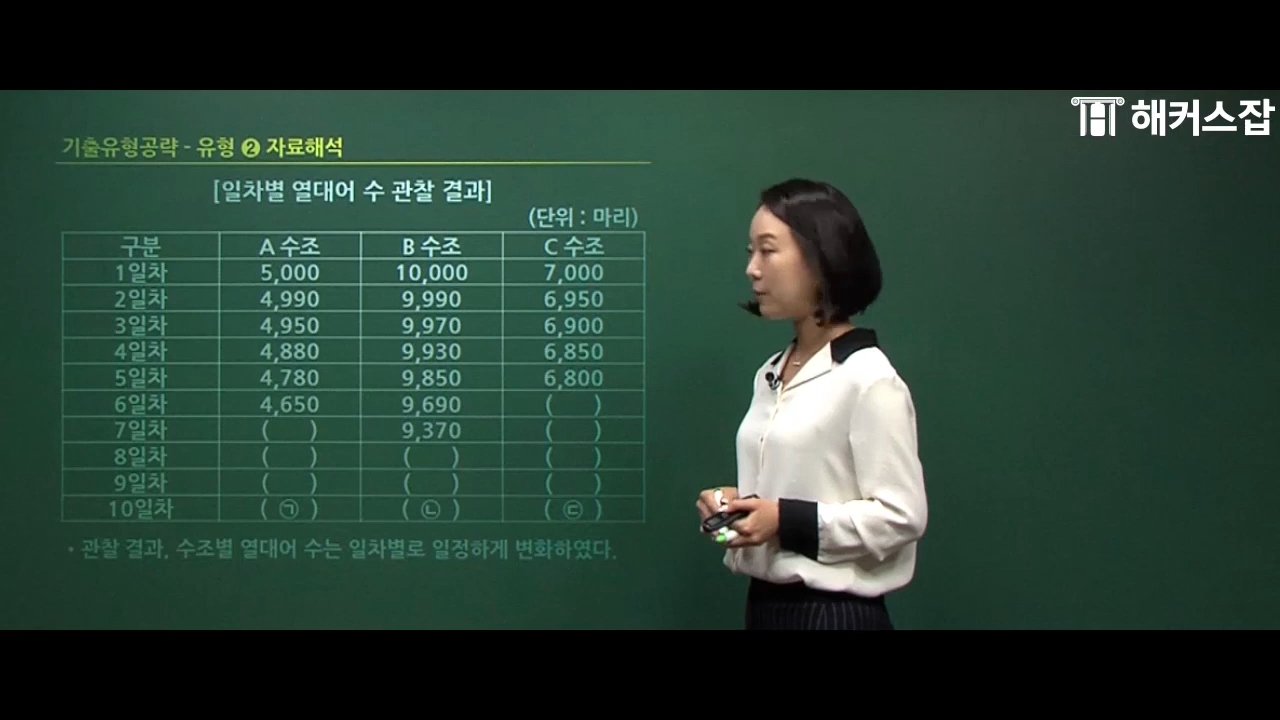 해커스잡
기출유형공략 - 유형 ❷ 자료해석
[일차별 열대어 수 관찰 결과]
(단위 : 마리)
구분 A 수조 B 수조 C 수조
1일차 5,000 10,000 7,000
2일차 4,990 9,990 6,950
3일차 4,950 9,970 6,900
4일차 4,880 9,930 6,850
5일차 4,780 9,850 6,800
6일차 4,650 9,690 ( )
7일차 ( ) 9,370 ( )
8일차 ( ) ( ) ( )
9일차 ( ) ( ) ( )
10일차 ( ㉠ ) ( ㉡ ) ( ㉢ )
• 관찰 결과, 수조별 열대어 수는 일차별로 일정하게 변화하였다.